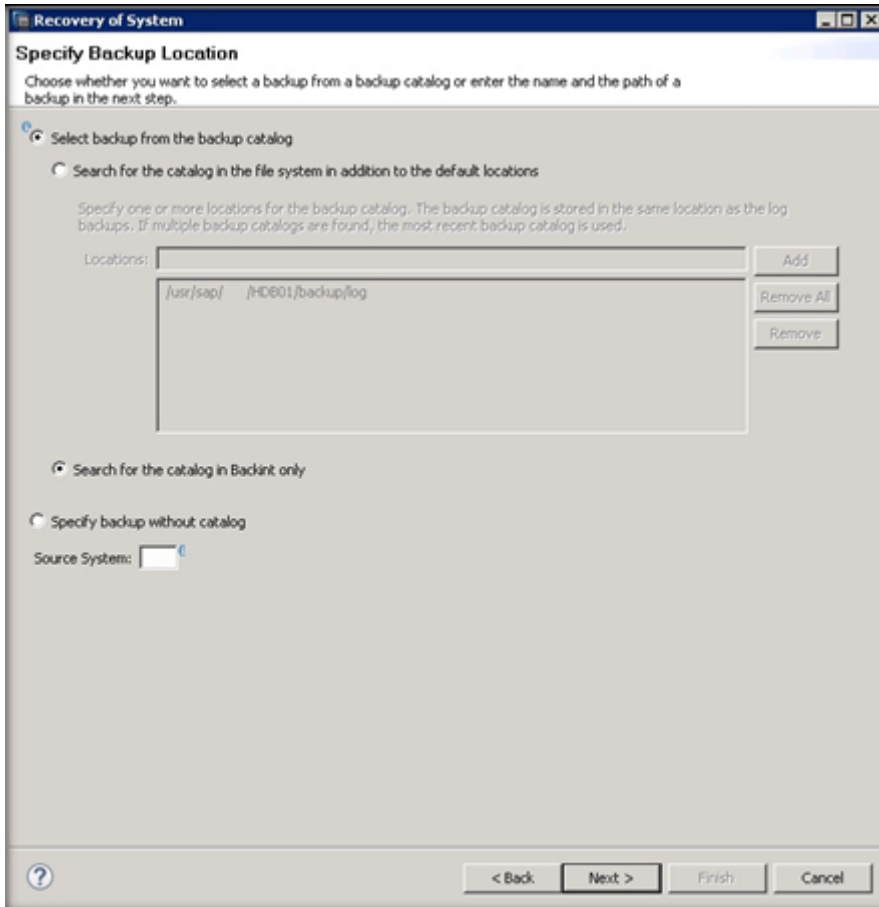 Recovery of System
Specify Backup Location
Choose whether you want to select a backup from a backup catalog or enter the name and the path of a
backup in the next step.
Select backup from the backup catalog
Search for the catalog in the file system in addition to the default locations
Specify one or more locations for the backup catalog. The backup catalog is stored in the same location as the log
backups. If multiple backup catalogs are found, the most recent backup catalog is used.
Locations:
Add
/usr/sap/ /HDB01/backup/log
Remove All
Remove
Search for the catalog in Backint only
Specify backup without catalog
Source System:
?
< Back
Next >
Finish
Cancel